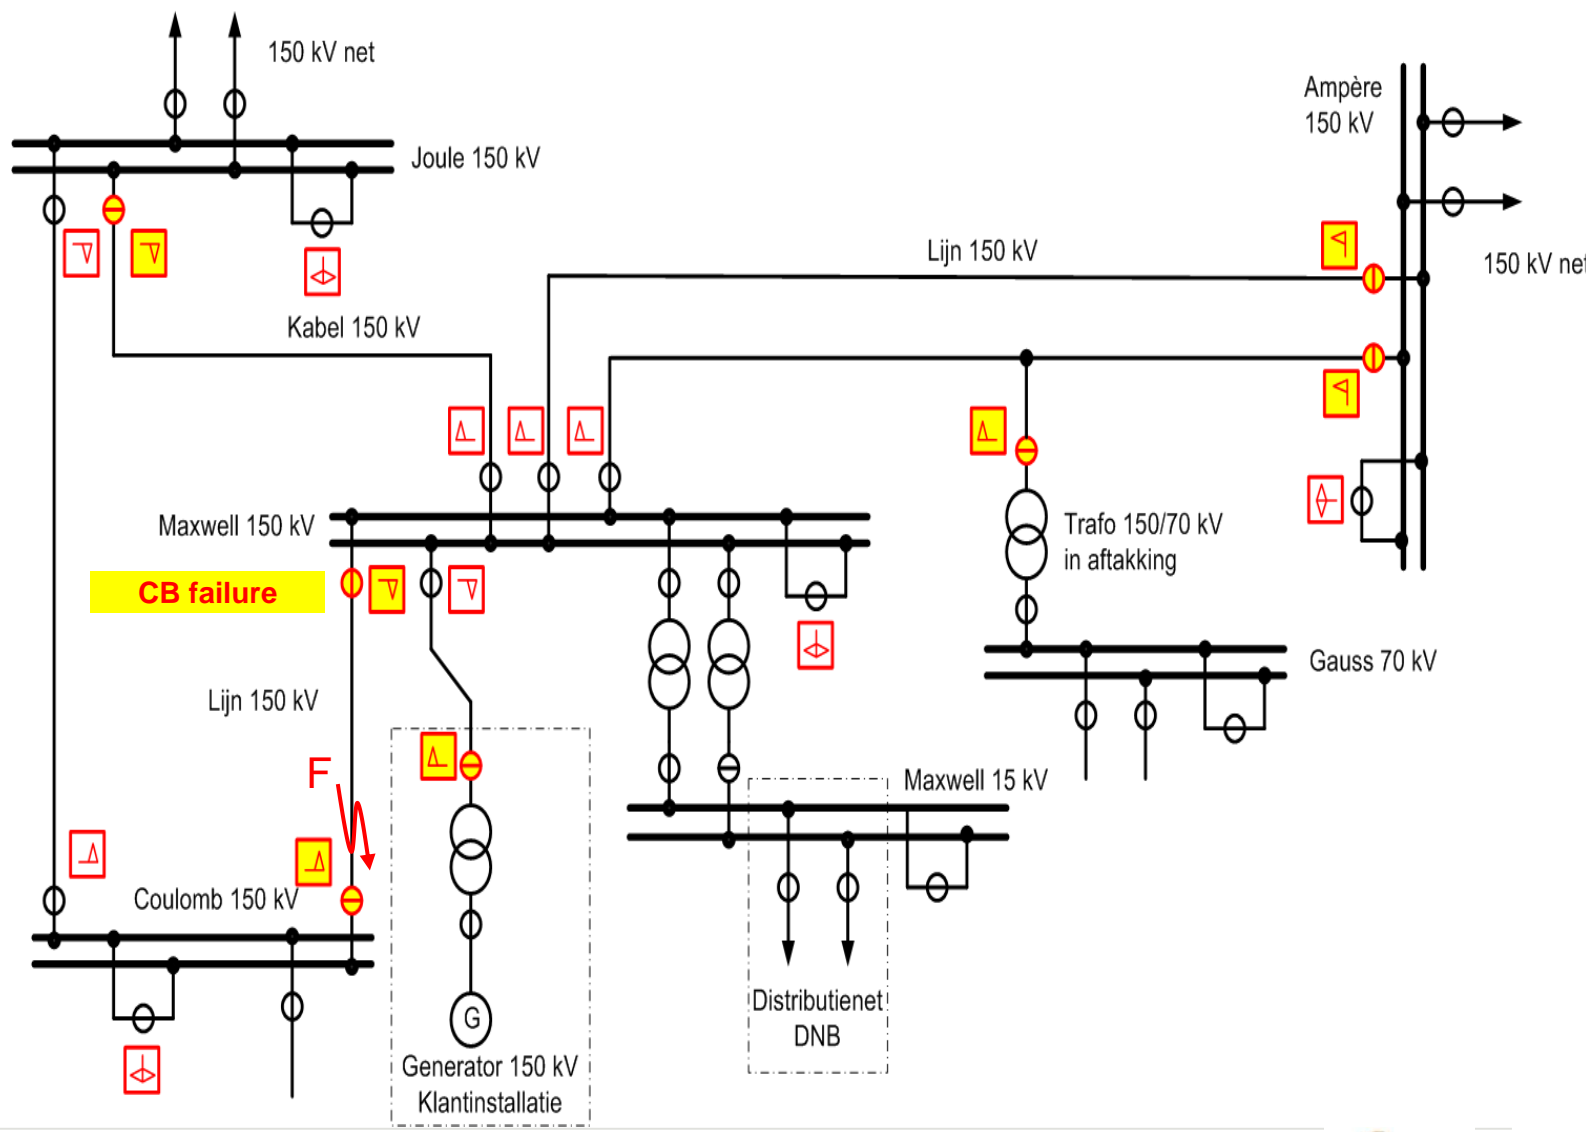 150 kV net
Ampère
150 kV
Joule 150 kV
Lijn 150 kV
150 kV net
Kabel 150 kV
Maxwell 150 kV
Trafo 150/70 kV
in aftakking
CB failure
Gauss 70 kV
Lijn 150 kV
F
Maxwell 15 kV
Coulomb 150 kV
Distributienet
DNB
G
Generator 150 kV
Klantinstallatie